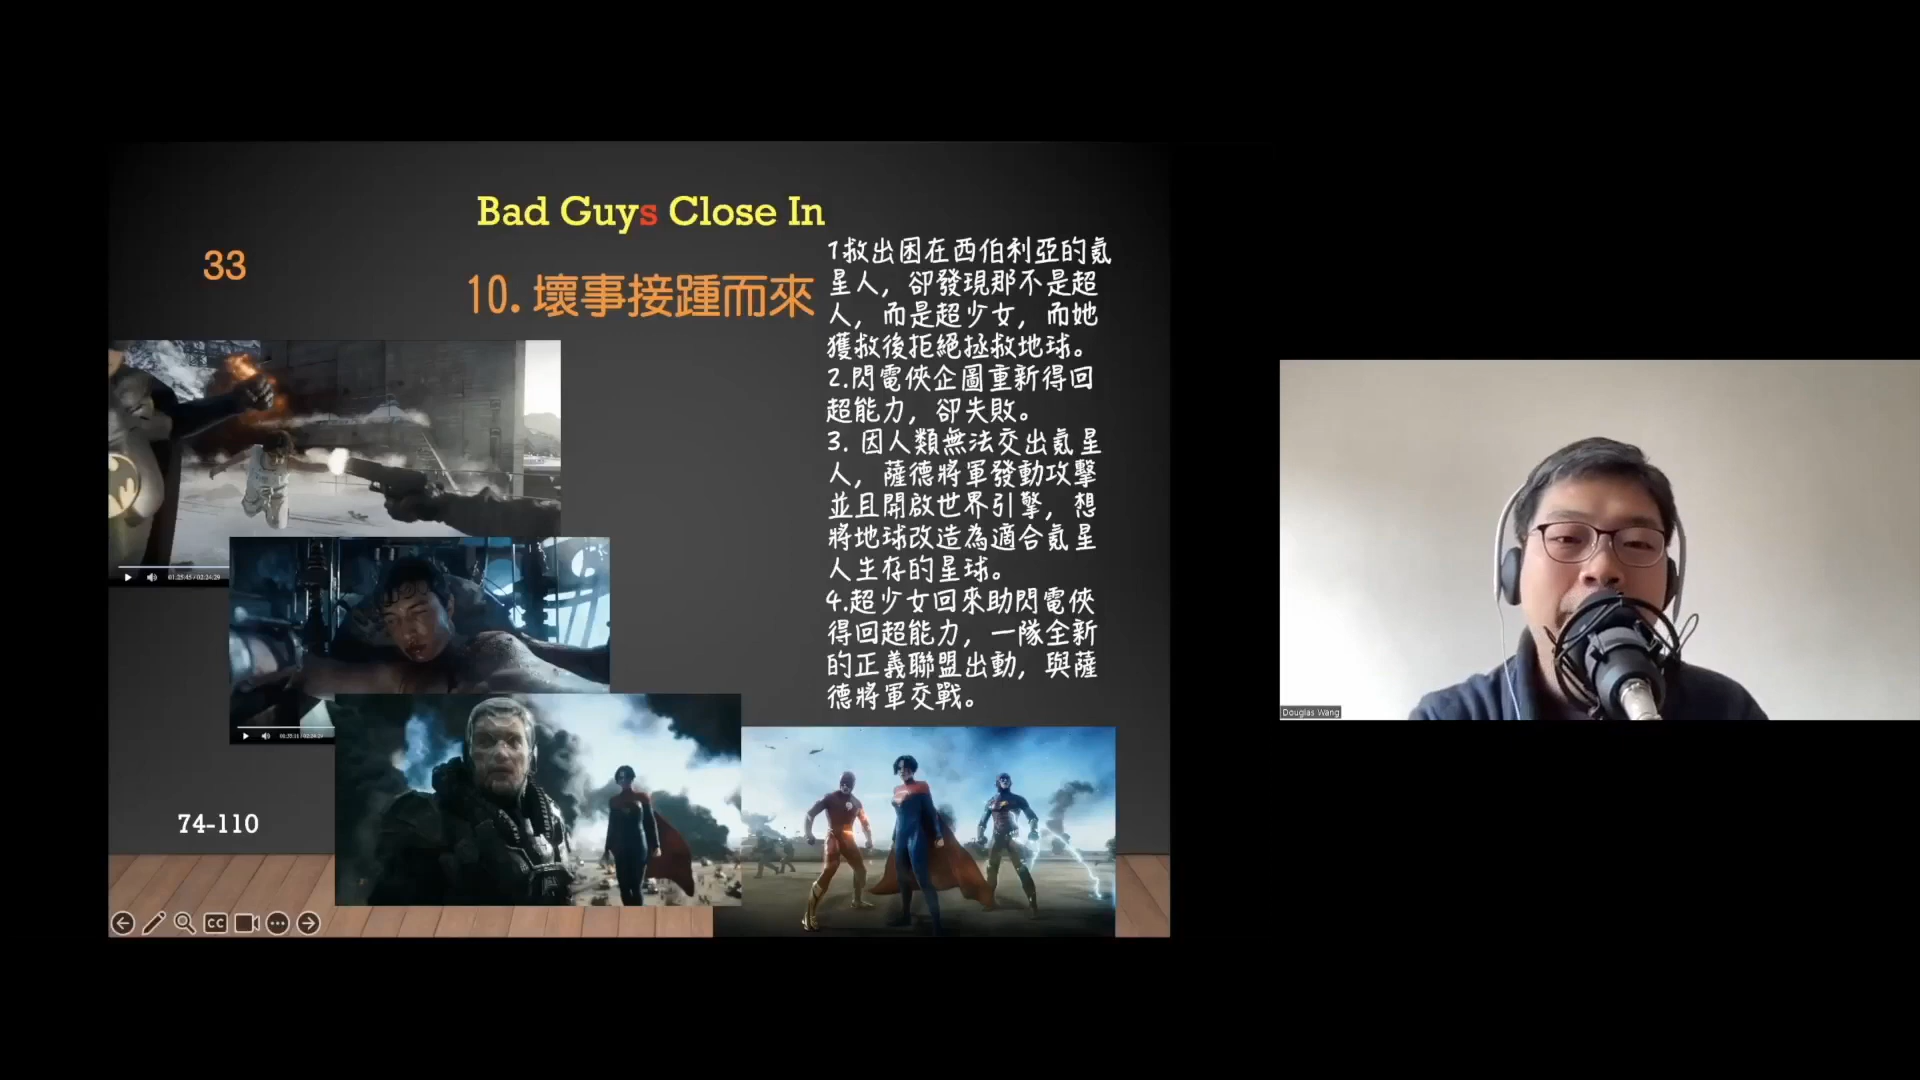 Bad Guys Close In
33
10.壞事接踵而來
1救出困在西伯利亞的氪
星人，卻發現那不是超
人，而是超少女，而她
獲救後拒絕拯救地球。
2.閃電俠企圖重新得回
超能力，卻失敗。
3. 因人類無法交出氪星
人，薩德將軍發動攻擊
並且開啟世界引擎，想
將地球改造為適合氪星
人生存的星球。
4.超少女回來助閃電俠
得回超能力，一隊全新
的正義聯盟出動，與薩
德將軍交戰。
01:25:45 / 02:24:29
74-110
CC
Douglas Wang